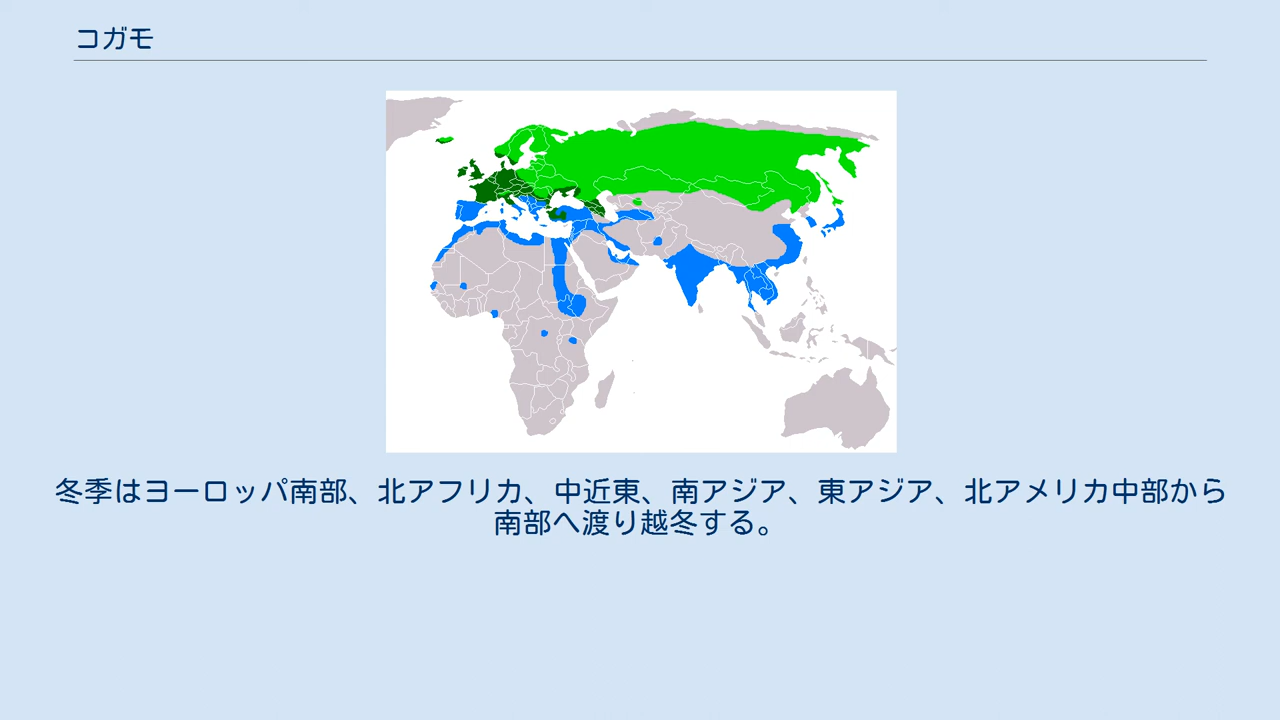 コガモ
冬季はヨーロッパ南部、北アフリカ、中近東、南アジア、東アジア、北アメリカ中部から
南部へ渡り越冬する。